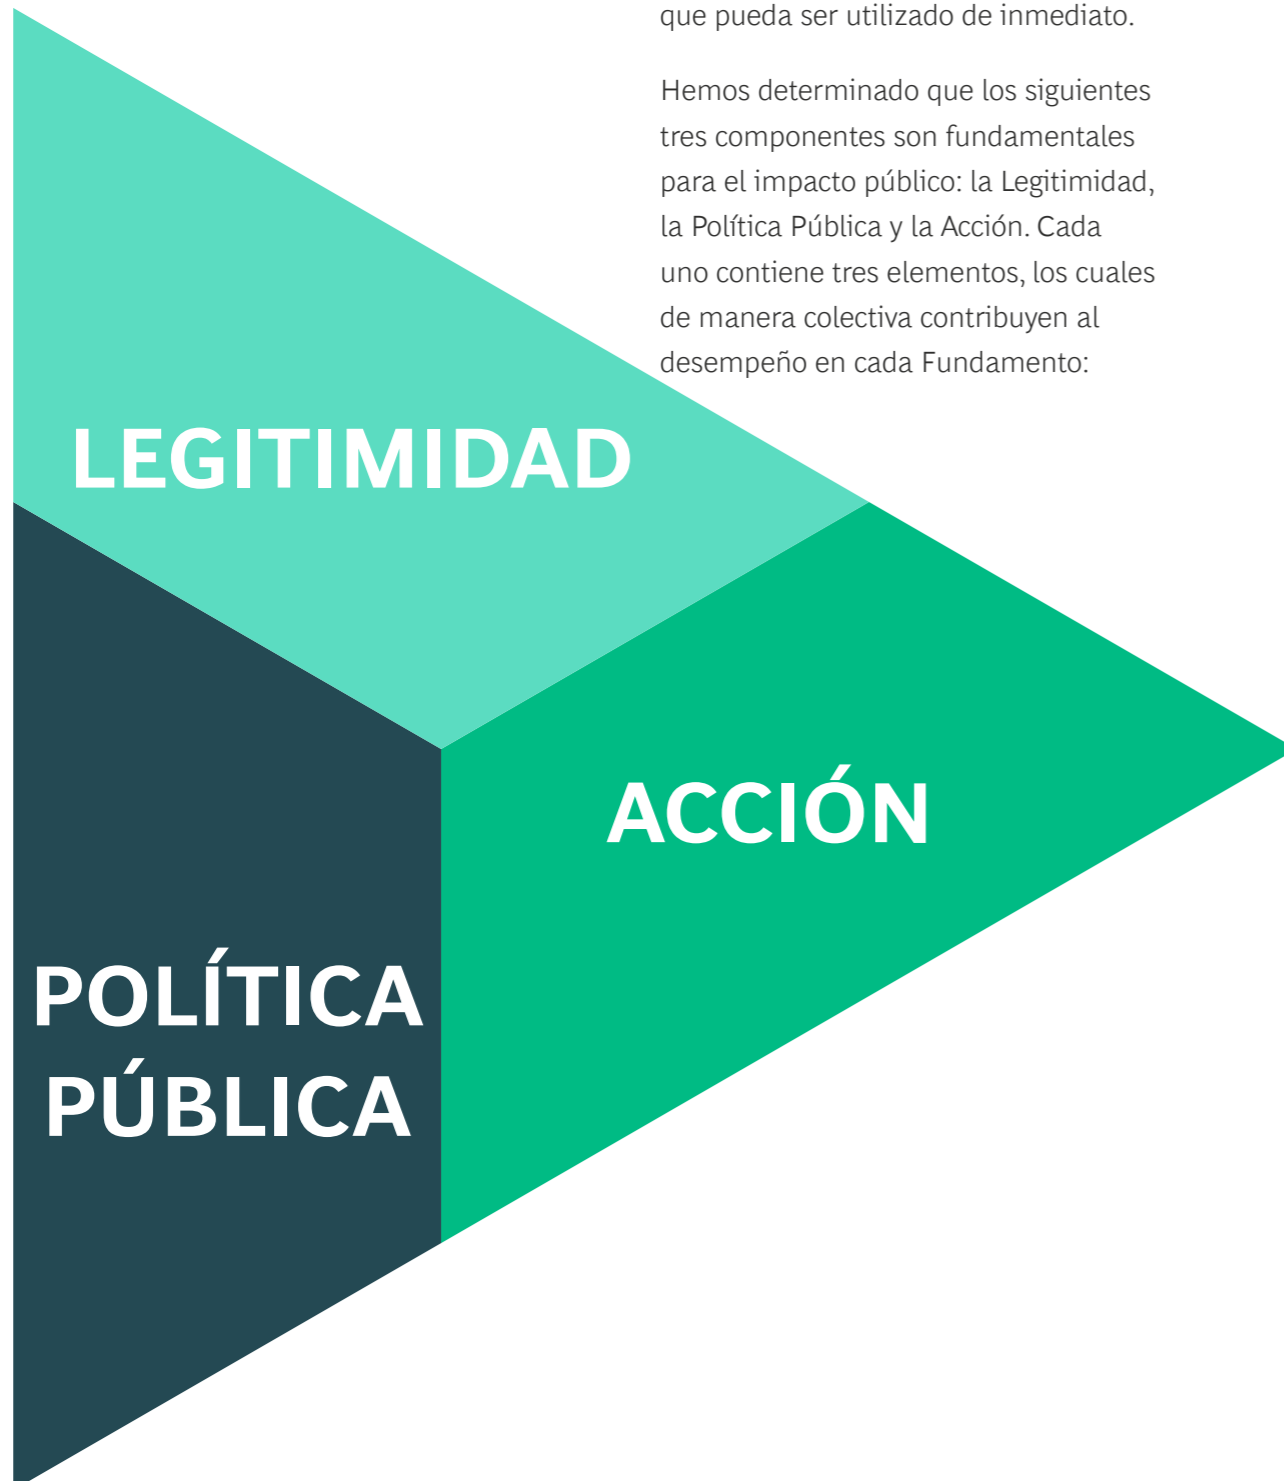 que pueda ser utilizado de inmediato.
Hemos determinado que los siguientes
tres componentes son fundamentales
para el impacto público: la Legitimidad,
la Política Pública y la Acción. Cada
uno contiene tres elementos, los cuales
de manera colectiva contribuyen al
desempeño en cada Fundamento:
LEGITIMIDAD
ACCIÓN
POLÍTICA
PÚBLICA